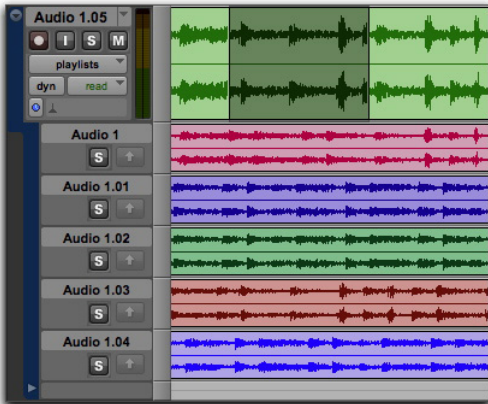 Audio 1.05
I S M
playlists
dyn read
Audio 1
S
Audio 1.01
S
Audio 1.02
S
Audio 1.03
S
Audio 1.04
S